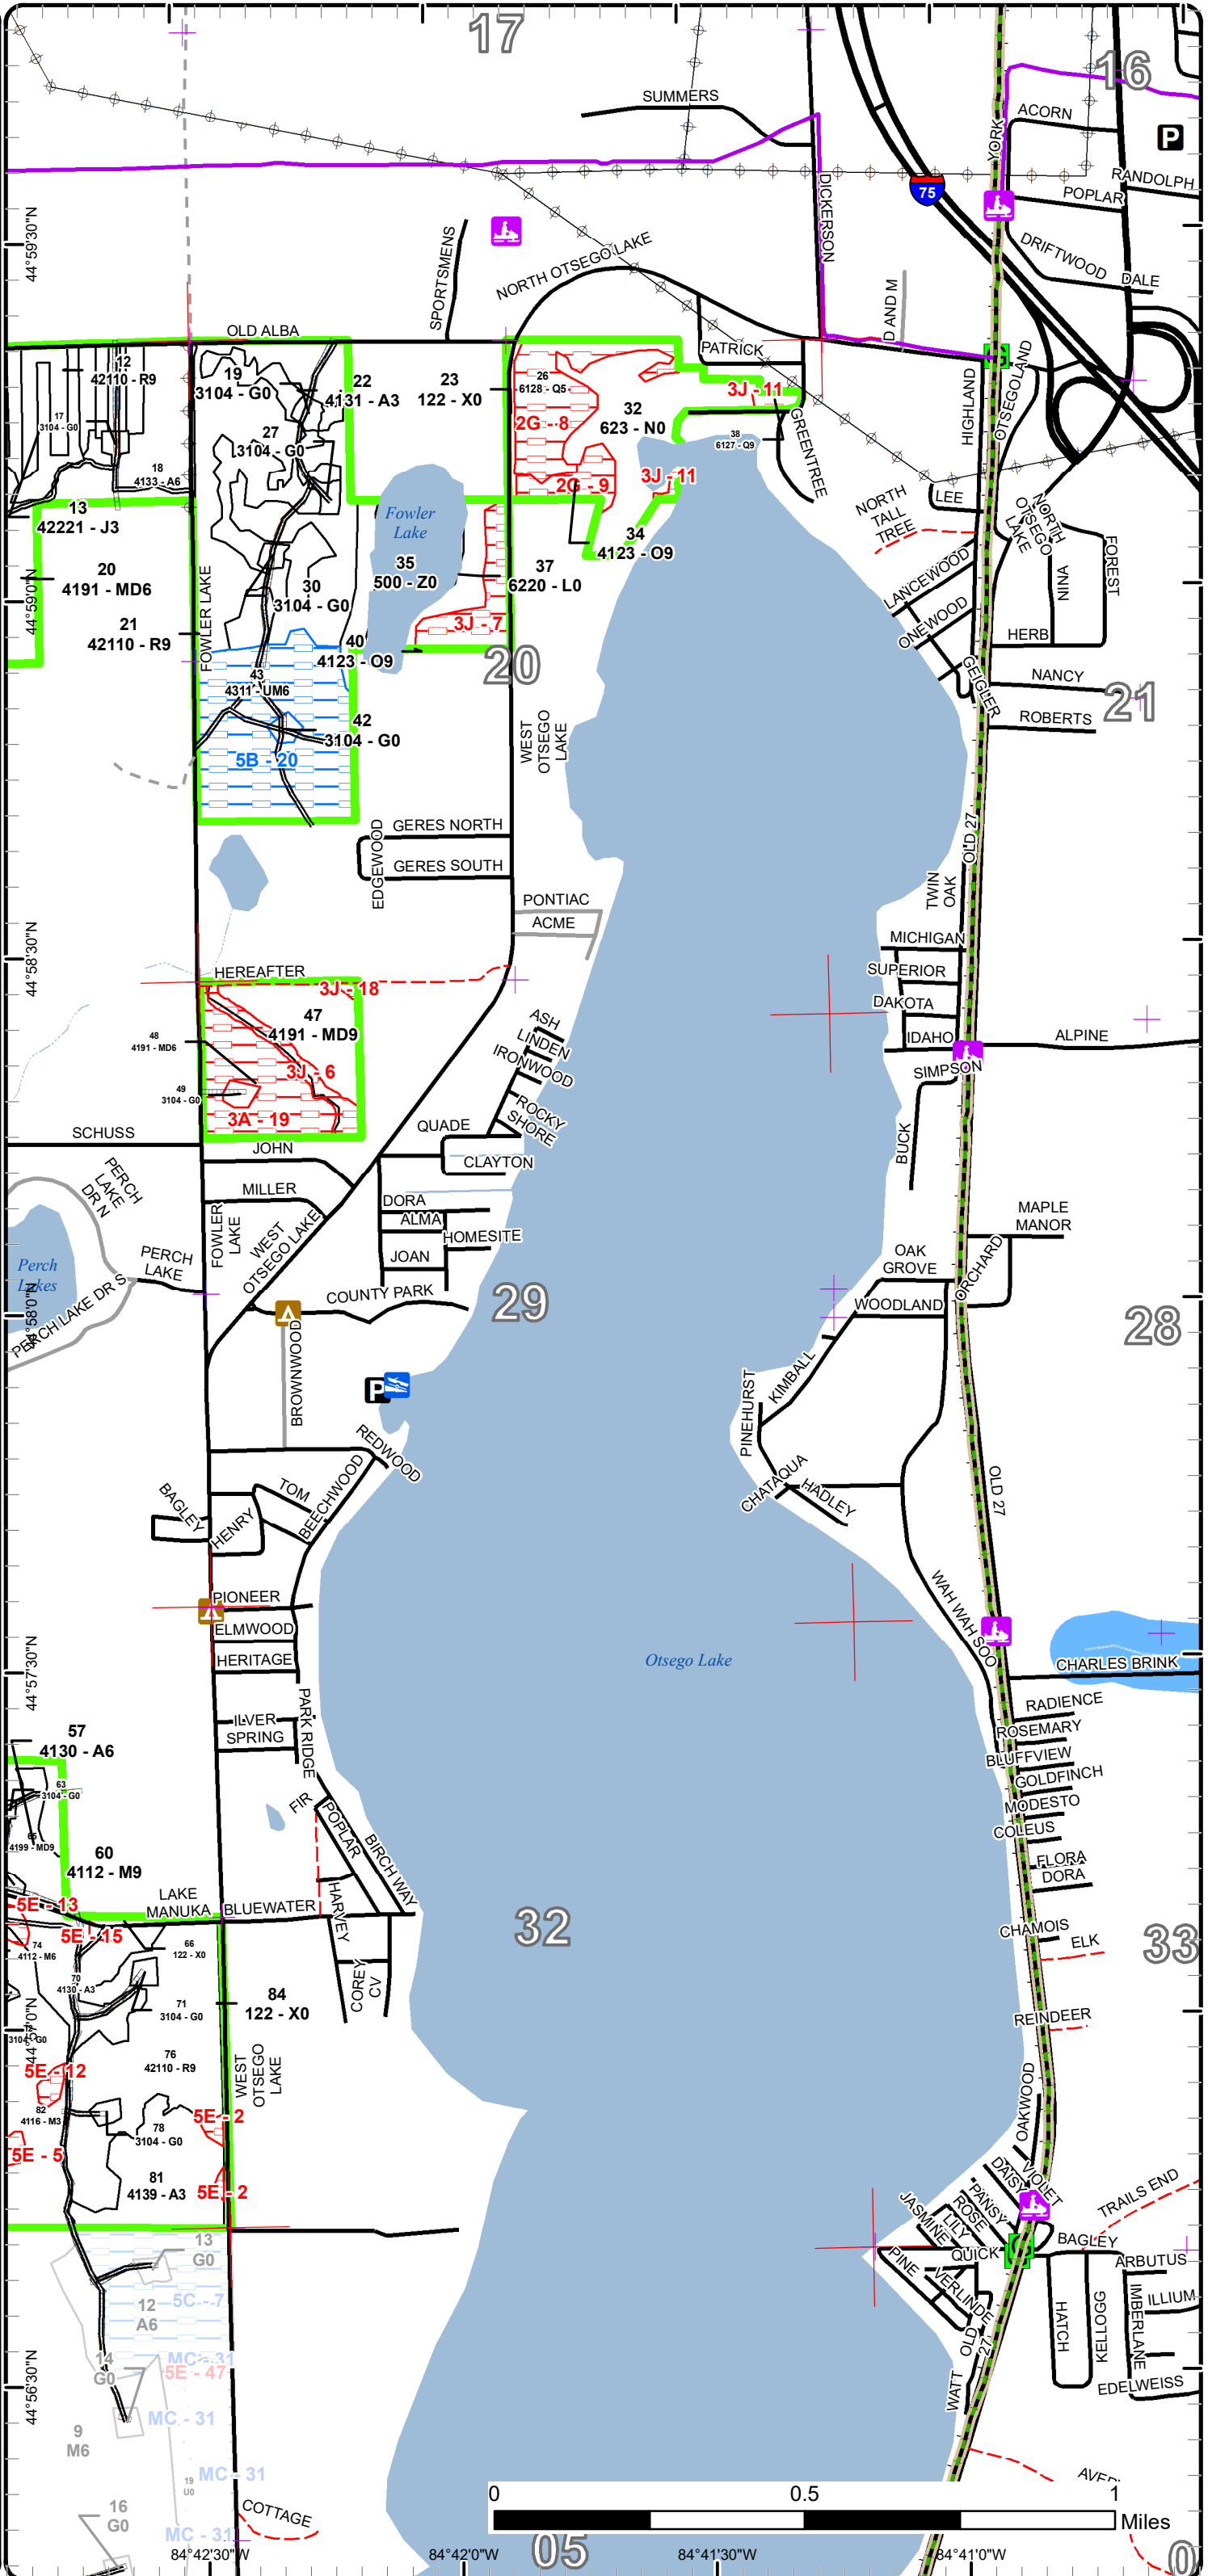 17
16
SUMMERS
ACORN
YORK
P
75
RANDOLPH
POPLAR
DICKERSON
DRIFTWOOD
DALE
SPORTSMENS
NORTH OTSEGO LAKE
44°59'30"N
D AND M
OLD ALBA
PATRICK
OTSEGOLAND
HIGHLAND
12
42110 - R9
19
3104 - G0
22
4131 - A3
23
122 - X0
26
6128 - Q5
3J - 11
17
3104 - G0
2G - 8
32
623 - N0
27
3104 - G0
38
6127 - Q9
GREENTREE
18
4133 - A6
2G - 9
3J - 11
13
42221 - J3
Fowler
Lake
34
4123 - O9
NORTH
TALL
TREE
LEE
NORTH
OTSEGO
LAKE
FOREST
20
4191 - MD6
35
500 - Z0
37
6220 - L0
LANCEWOOD
ANN
44°59'0"N
30
3104 - G0
FOWLER LAKE
3J - 7
ONEWOOD
HERB
21
42110 - R9
40
4123 - O9
20
GEIGLER
NANCY
43
4311 - UM6
21
42
3104 - G0
ROBERTS
WEST
OTSEGO
LAKE
5B - 20
GERES NORTH
EDGEWOOD
GERES SOUTH
OLD 27
TWIN
OAK
PONTIAC
ACME
MICHIGAN
44°58'30"N
HEREAFTER
SUPERIOR
3J - 18
DAKOTA
47
4191 - MD9
ASH
LINDEN
IRONWOOD
IDAHO
ALPINE
48
4191 - MD6
3J - 6
SIMPSON
49
3104 - G0
3A - 19
ROCKY
SHORE
SCHUSS
QUADE
JOHN
BUCK
CLAYTON
PERCH
LAKE
DR N
MILLER
DORA
ALMA
MAPLE
MANOR
FOWLER
LAKE
WEST
OTSEGO LAKE
HOMESITE
PERCH
LAKE
JOAN
OAK
GROVE
ORCHARD
Perch
Lakes
COUNTY PARK
29
WOODLAND
PERCH LAKE DR S
44°58'0"N
28
BROWNWOOD
KIMBALL
P
PINEHURST
REDWOOD
CHATAQUA
HADLEY
OLD 27
BAGLEY
TOM
HENRY
BEECHWOOD
WAH WAH SOO
PIONEER
ELMWOOD
HERITAGE
Otsego Lake
44°57'30"N
CHARLES BRINK
PARKRIDGE
RADIENCE
ILVER
SPRING
ROSEMARY
57
4130 - A6
BLUFFVIEW
GOLDFINCH
63
3104 - G0
MODESTO
FIR
POPLAR
BIRCH WAY
COLEUS
4199 - MD9
60
4112 - M9
FLORA
DORA
5E - 13
LAKE
MANUKA
BLUEWATER
HARVEY
32
CHAMOIS
ELK
33
5E - 15
74
4112 - M6
66
122 - X0
70
4130 - A3
84
122 - X0
COREY
CV
71
3104 - G0
REINDEER
3104 - G0
44°57'0"N
76
42110 - R9
5E - 12
WEST
OTSEGO
LAKE
OAKWOOD
82
4116 - M3
5E - 2
78
3104 - G0
5E - 5
81
4139 - A3
5E - 2
VIOLET
DAISY
PANSY
ROSE
LILY
JASMINE
TRAILS END
13
G0
QUICK
BAGLEY
PINE
ARBUTUS
VERLINDE
5C - 7
12
A6
HATCH
KELLOGG
IMBERLANE
ILLIUM
OLD
27
MC - 31
14
G0
5E - 47
WATT
EDELWEISS
44°56'30"N
MC - 31
9
M6
MC - 31
19
U0
16
G0
COTTAGE
MC - 31
0
0.5
1
Miles
05
84°42'30"W
84°42'0"W
84°41'30"W
84°41'0"W